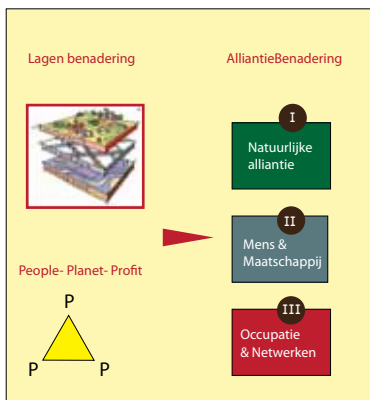 Lagen benadering
AlliantieBenadering
I
Natuurlijke
alliantie
II
Mens &
Maatschappij
People- Planet- Profit
P
P
P
III
Occupatie
& Netwerken